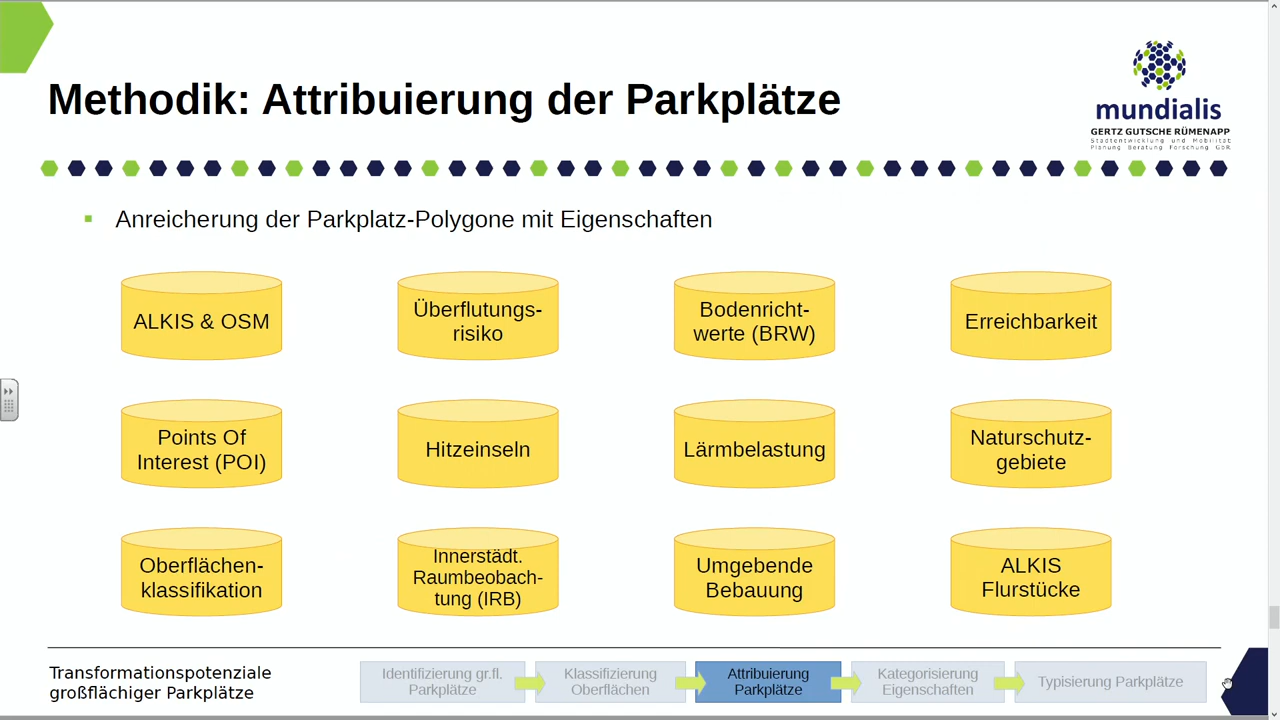 Methodik: Attribuierung der Parkplätze
mundialis
GERTZ GUTSCHE RÜMENAPP
Stadtentwicklung und Mobilität
Planung Beratung Forschung GbR
Anreicherung der Parkplatz-Polygone mit Eigenschaften
ALKIS & OSM
Überflutungs-
risiko
Bodenricht-
werte (BRW)
Erreichbarkeit
Points Of
Interest (POI)
Hitzeinseln
Lärmbelastung
Naturschutz-
gebiete
Oberflächen-
klassifikation
Innerstädt.
Raumbeobach-
tung (IRB)
Umgebende
Bebauung
ALKIS
Flurstücke
Transformationspotenziale
großflächiger Parkplätze
Identifizierung gr.fl.
Parkplätze
Klassifizierung
Oberflächen
Attribuierung
Parkplätze
Kategorisierung
Eigenschaften
Typisierung Parkplätze